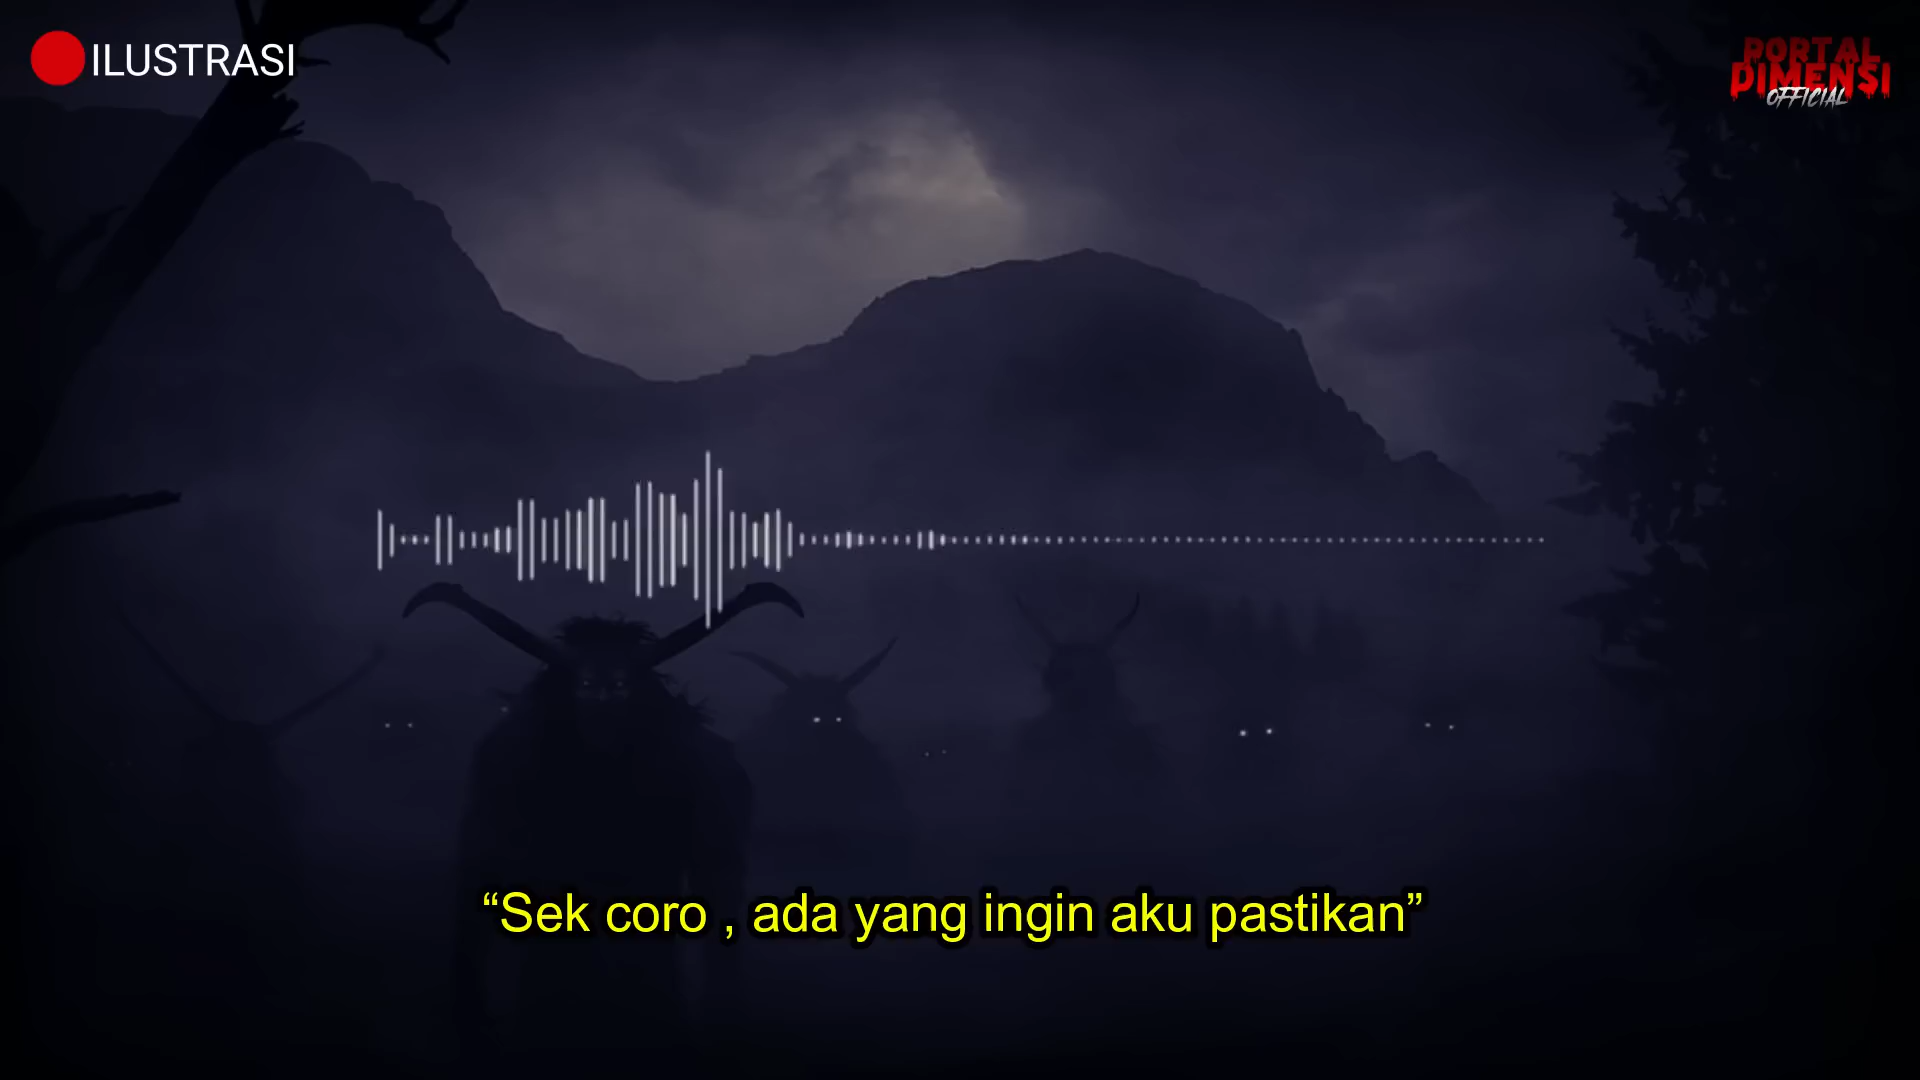 ILUSTRASI
PORTAL
DIMENSI
OFFICIAL
“Sek coro , ada yang ingin aku pastikan”